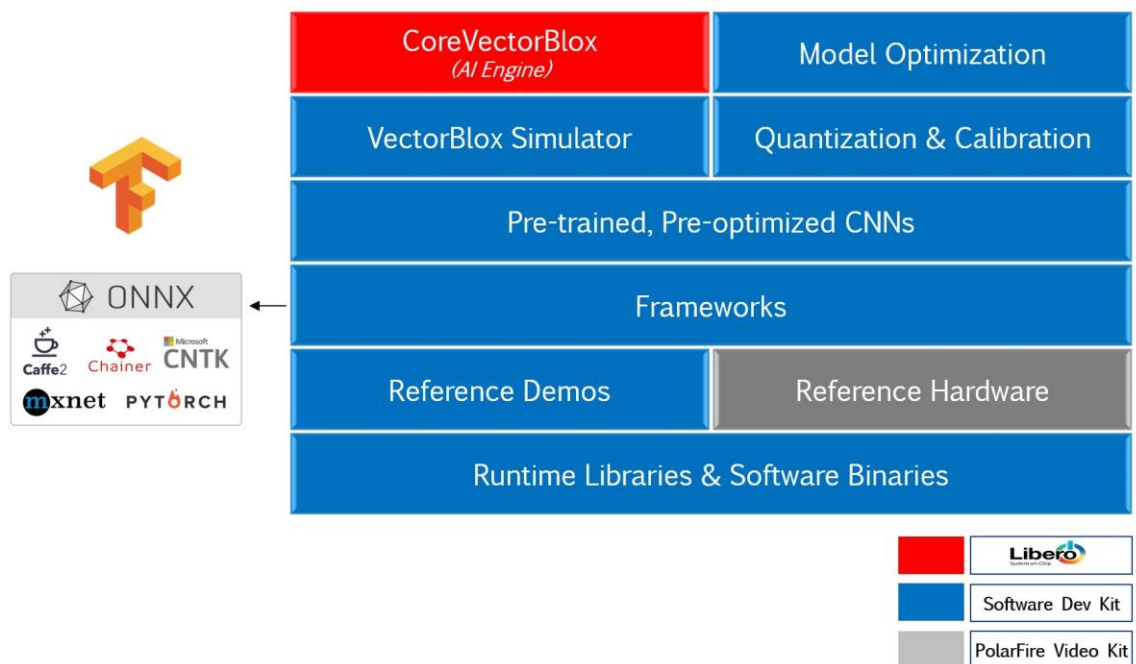 CoreVectorBlox
(AI Engine)
Model Optimization
VectorBlox Simulator
Quantization & Calibration
Pre-trained, Pre-optimized CNNs
ONNX
Frameworks
Caffe2
Chainer
Microsoft
CNTK
mxnet
PYTORCH
Reference Demos
Reference Hardware
Runtime Libraries & Software Binaries
Libero
System-on-Chip
Software Dev Kit
PolarFire Video Kit